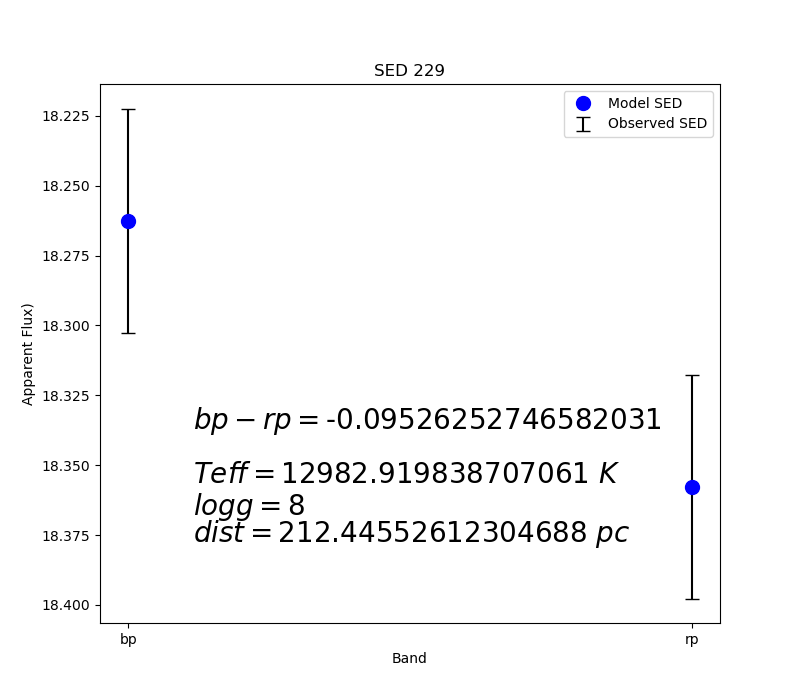 SED 229
Model SED
Observed SED
18.225
18.250
18.275
18.300
18.325
18.350
18.375
18.400
Apparent Flux)
bp − rp = -0.09526252746582031
Teff = 12982.919838707061 K
logg = 8
dist = 212.44552612304688 pc
bp
rp
Band